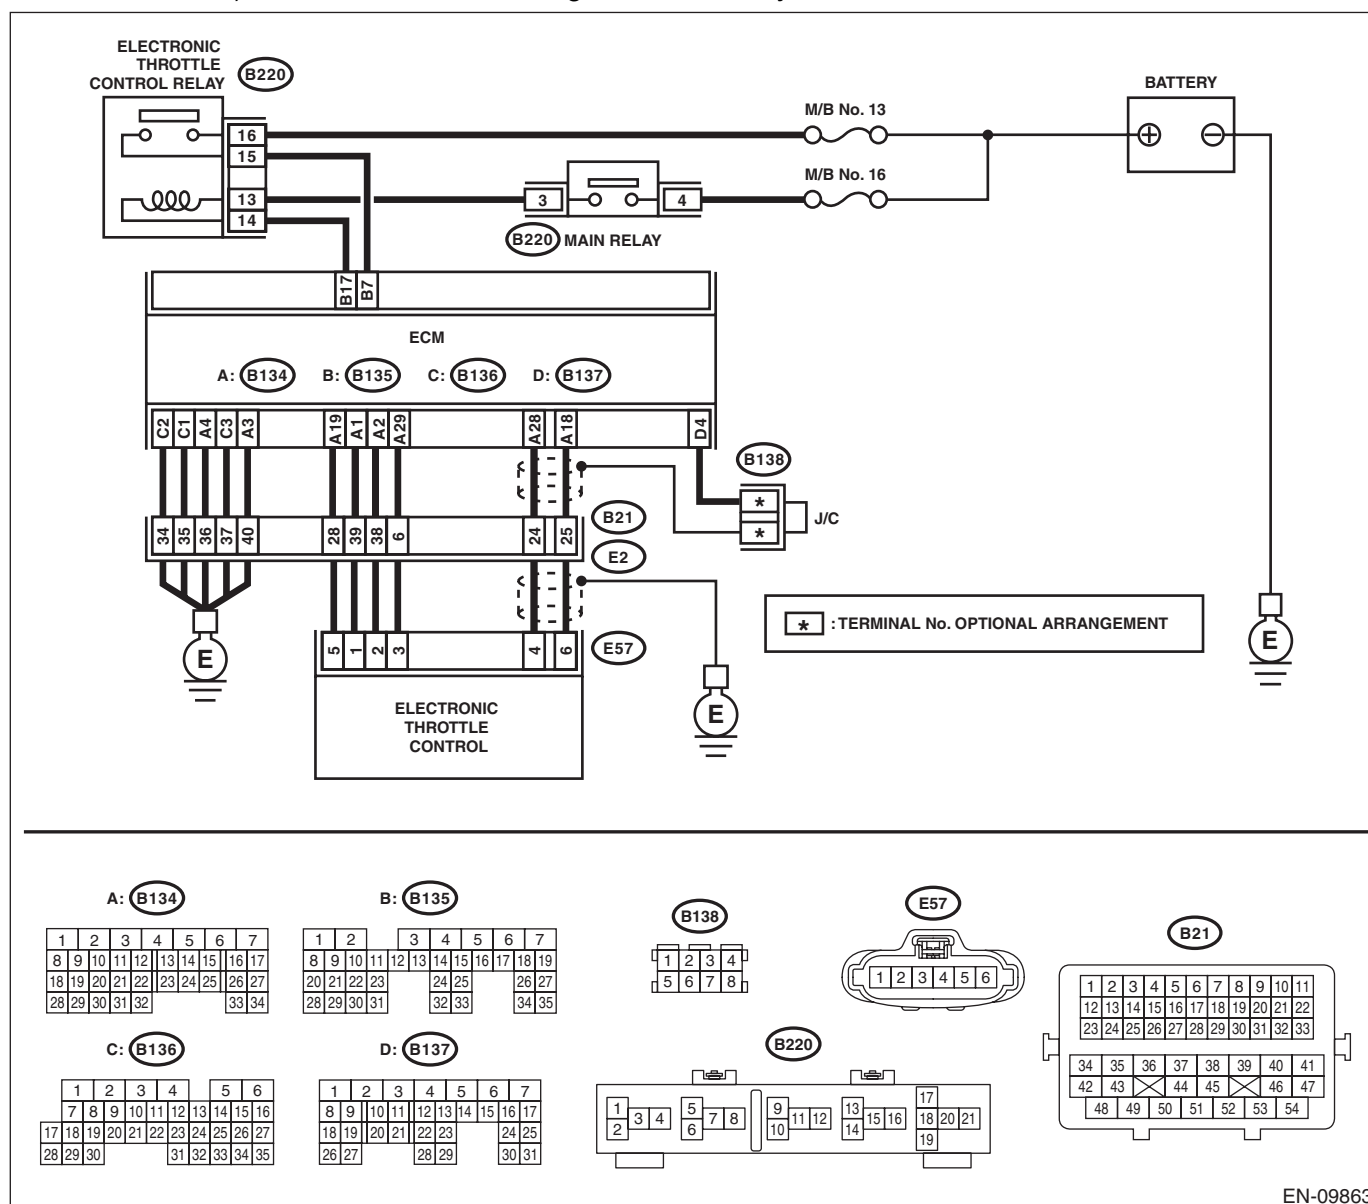 ELECTRONIC
THROTTLE
CONTROL RELAY
B220
BATTERY
M/B No. 13
16
15
M/B No. 16
13
14
3
4
B220 MAIN RELAY
B17
B7
ECM
A: B134 B: B135 C: B136 D: B137
C2 C1 A4 C3 A3 A19 A1 A2 A29 A28 A18 D4
B138
*
*
J/C
B21
34 35 36 37 40 28 39 38 6 24 25
E2
* : TERMINAL No. OPTIONAL ARRANGEMENT
E
E57
5 1 2 3 4 6
E
E
ELECTRONIC
THROTTLE
CONTROL
A: B134
1 2 3 4 5 6 7
8 9 10 11 12 13 14 15 16 17
18 19 20 21 22 23 24 25 26 27
28 29 30 31 32 33 34
B: B135
1 2 3 4 5 6 7
8 9 10 11 12 13 14 15 16 17 18 19
20 21 22 23 24 25 26 27
28 29 30 31 32 33 34 35
B138
1 2 3 4
5 6 7 8
E57
1 2 3 4 5 6
B21
1 2 3 4 5 6 7 8 9 10 11
12 13 14 15 16 17 18 19 20 21 22
23 24 25 26 27 28 29 30 31 32 33
34 35 36 37 38 39 40 41
42 43 44 45 46 47
48 49 50 51 52 53 54
C: B136
1 2 3 4 5 6
7 8 9 10 11 12 13 14 15 16
17 18 19 20 21 22 23 24 25 26 27
28 29 30 31 32 33 34 35
D: B137
1 2 3 4 5 6 7
8 9 10 11 12 13 14 15 16 17
18 19 20 21 22 23 24 25
26 27 28 29 30 31
B220
1 2 3 4 5 6 7 8 9 10 11 12 13 14 15 16 17 18 19 20 21
EN-09863